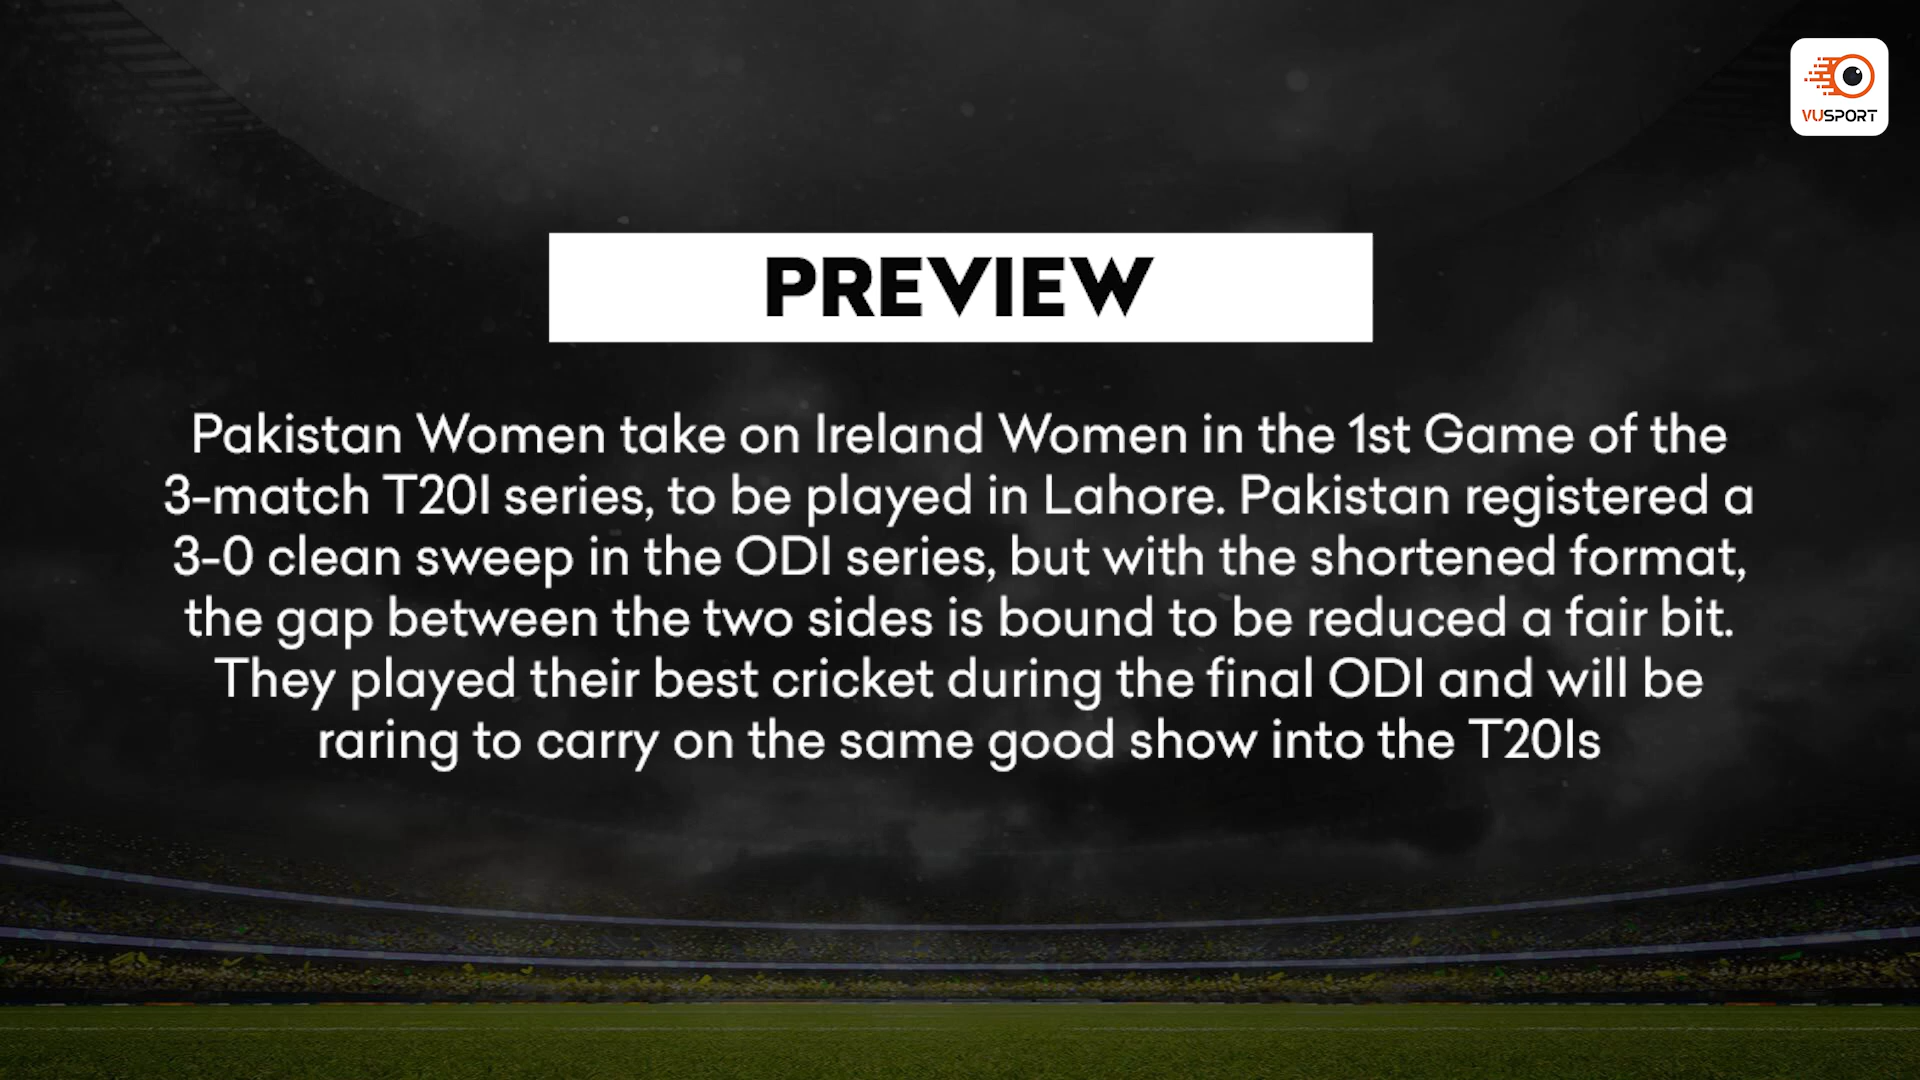 VUSPORT
PREVIEW
Pakistan Women take on Ireland Women in the 1st Game of the
3-match T20I series, to be played in Lahore. Pakistan registered a
3-0 clean sweep in the ODI series, but with the shortened format,
the gap between the two sides is bound to be reduced a fair bit.
They played their best cricket during the final ODI and will be
raring to carry on the same good show into the T20Is